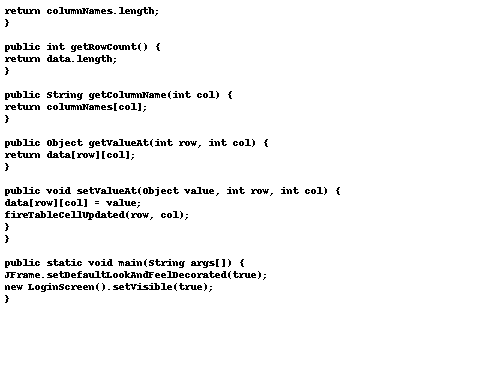 return columnNames.length;
}
public int getRowCount() {
return data.length;
}
public String getColumnName(int col) {
return columnNames[col];
}
public Object getValueAt(int row, int col) {
return data[row][col];
}
public void setValueAt(Object value, int row, int col) {
data[row][col] = value;
fireTableCellUpdated(row, col);
}
}
public static void main(String args[]) {
JFrame.setDefaultLookAndFeelDecorated(true);
new LoginScreen().setVisible(true);
}